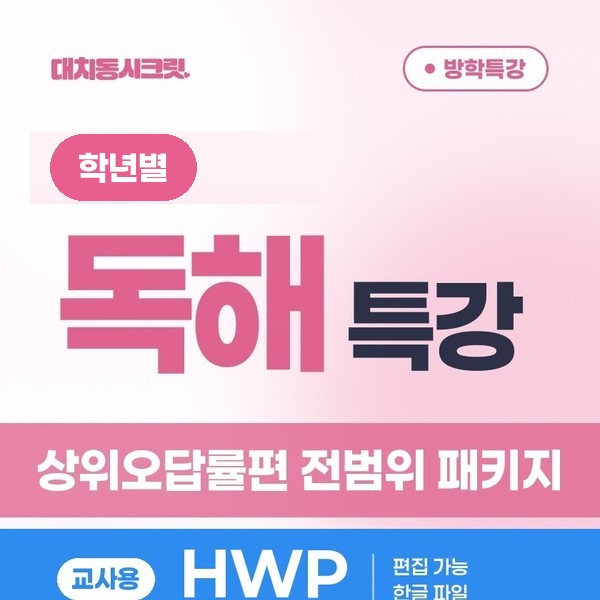 대치동시크릿.
방학특강
학년별
독해 특강
상위오답률편 전범위 패키지
교사용 HWP 편집 가능
한글 파일